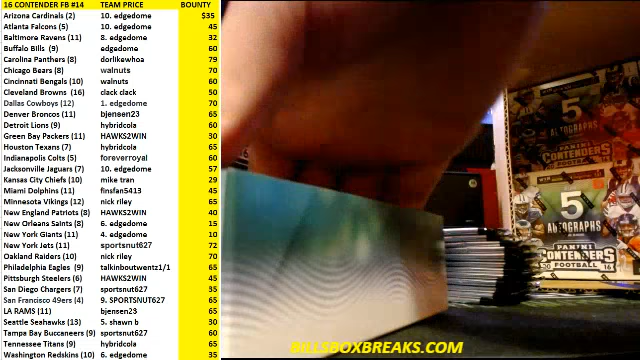 16 CONTENDER FB #14 TEAM PRICE BOUNTY
Arizona Cardinals (2) 10. edgedome $35
Atlanta Falcons (5) 10. edgedome 60
Baltimore Ravens (11) 8. edgedome 32
Buffalo Bills (9) edgedome 60
Carolina Panthers (8) dorlikewhoa 79
Chicago Bears (8) walnuts 70
Cincinnati Bengals (10) walnuts 60
Cleveland Browns (16) clack clack 50
Dallas Cowboys (12) 1. edgedome 70
Denver Broncos (11) bjensen23 65
Detroit Lions (9) hybridcola 60
Green Bay Packers (11) HAWKS2WIN 30
Houston Texans (7) hybridcola 65
Indianapolis Colts (5) foreverroyal 60
Jacksonville Jaguars (7) 10. edgedome 57
Kansas City Chiefs (10) mike tran 29
Miami Dolphins (11) finsfan5413 45
Minnesota Vikings (12) nick riley 65
New England Patriots (8) HAWKS2WIN 40
New Orleans Saints (8) 6. edgedome 15
New York Giants (11) 4. edgedome 10
New York Jets (11) sportsnut627 72
Oakland Raiders (10) nick riley 70
Philadelphia Eagles (9) talkinboutwentz1/1 65
Pittsburgh Steelers (6) HAWKS2WIN 45
San Diego Chargers (7) sportsnut627 35
San Francisco 49ers (4) 9. SPORTSNUT627 65
LA RAMS (11) bjensen23 65
Seattle Seahawks (13) 5. shawn b 30
Tampa Bay Buccaneers (9) sportsnut627 60
Tennessee Titans (9) hybridcola 65
Washington Redskins (10) 6. edgedome 35
5
AUTOGRAPHS
CONTENDERS
FOOTBALL
5
AUTOGRAPHS
PANINI
CONTENDERS
20 FOOTBALL 16
BILLSBOXBREAKS.COM